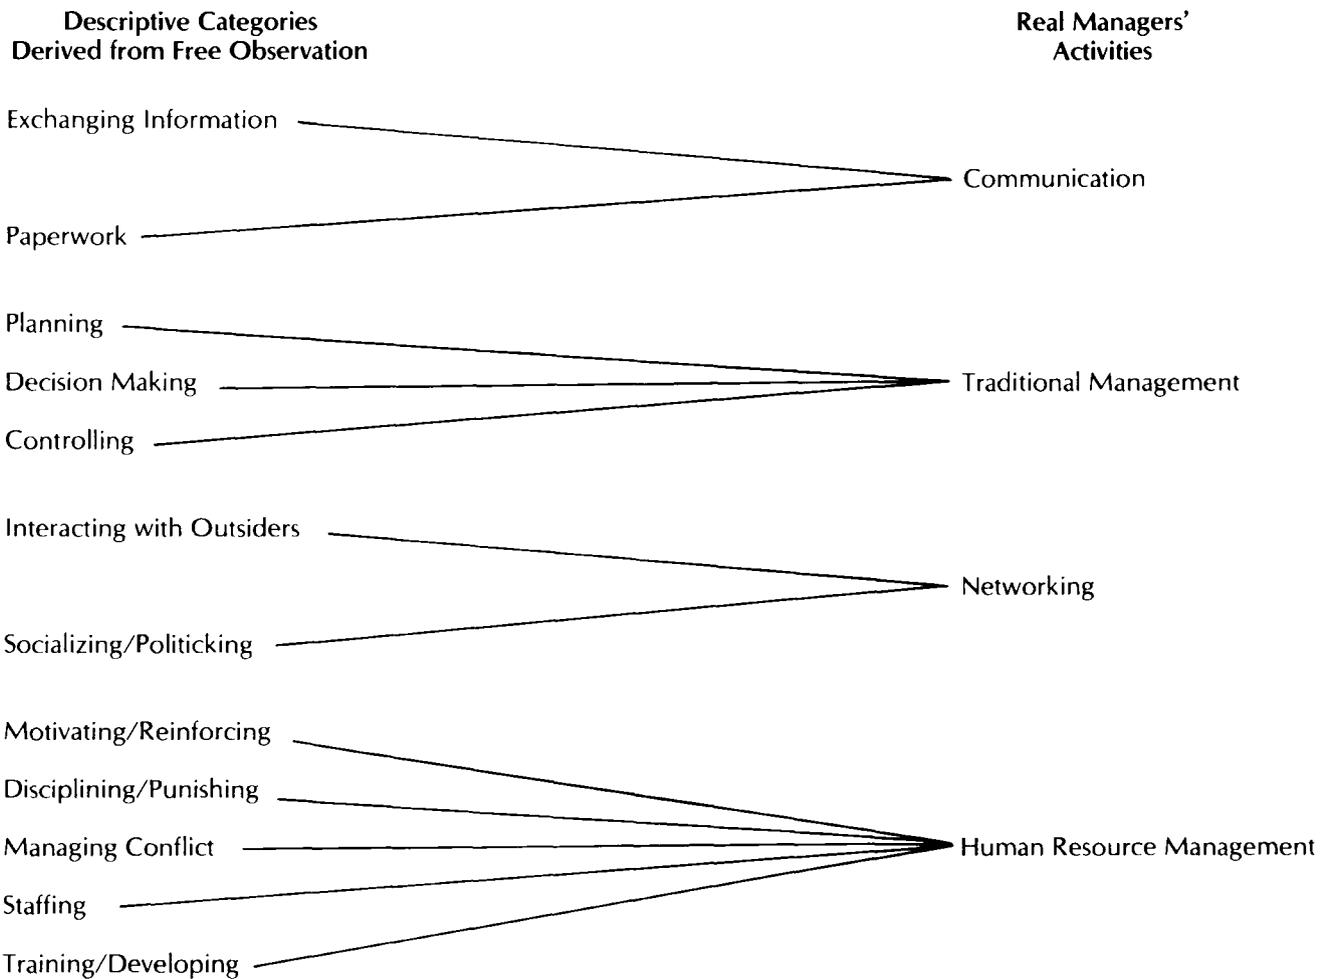 Descriptive Categories
Derived from Free Observation
Real Managers'
Activities
Exchanging Information
Communication
Paperwork
Planning
Decision Making
Traditional Management
Controlling
Interacting with Outsiders
Networking
Socializing/Politicking
Motivating/Reinforcing
Disciplining/Punishing
Managing Conflict
Human Resource Management
Staffing
Training/Developing